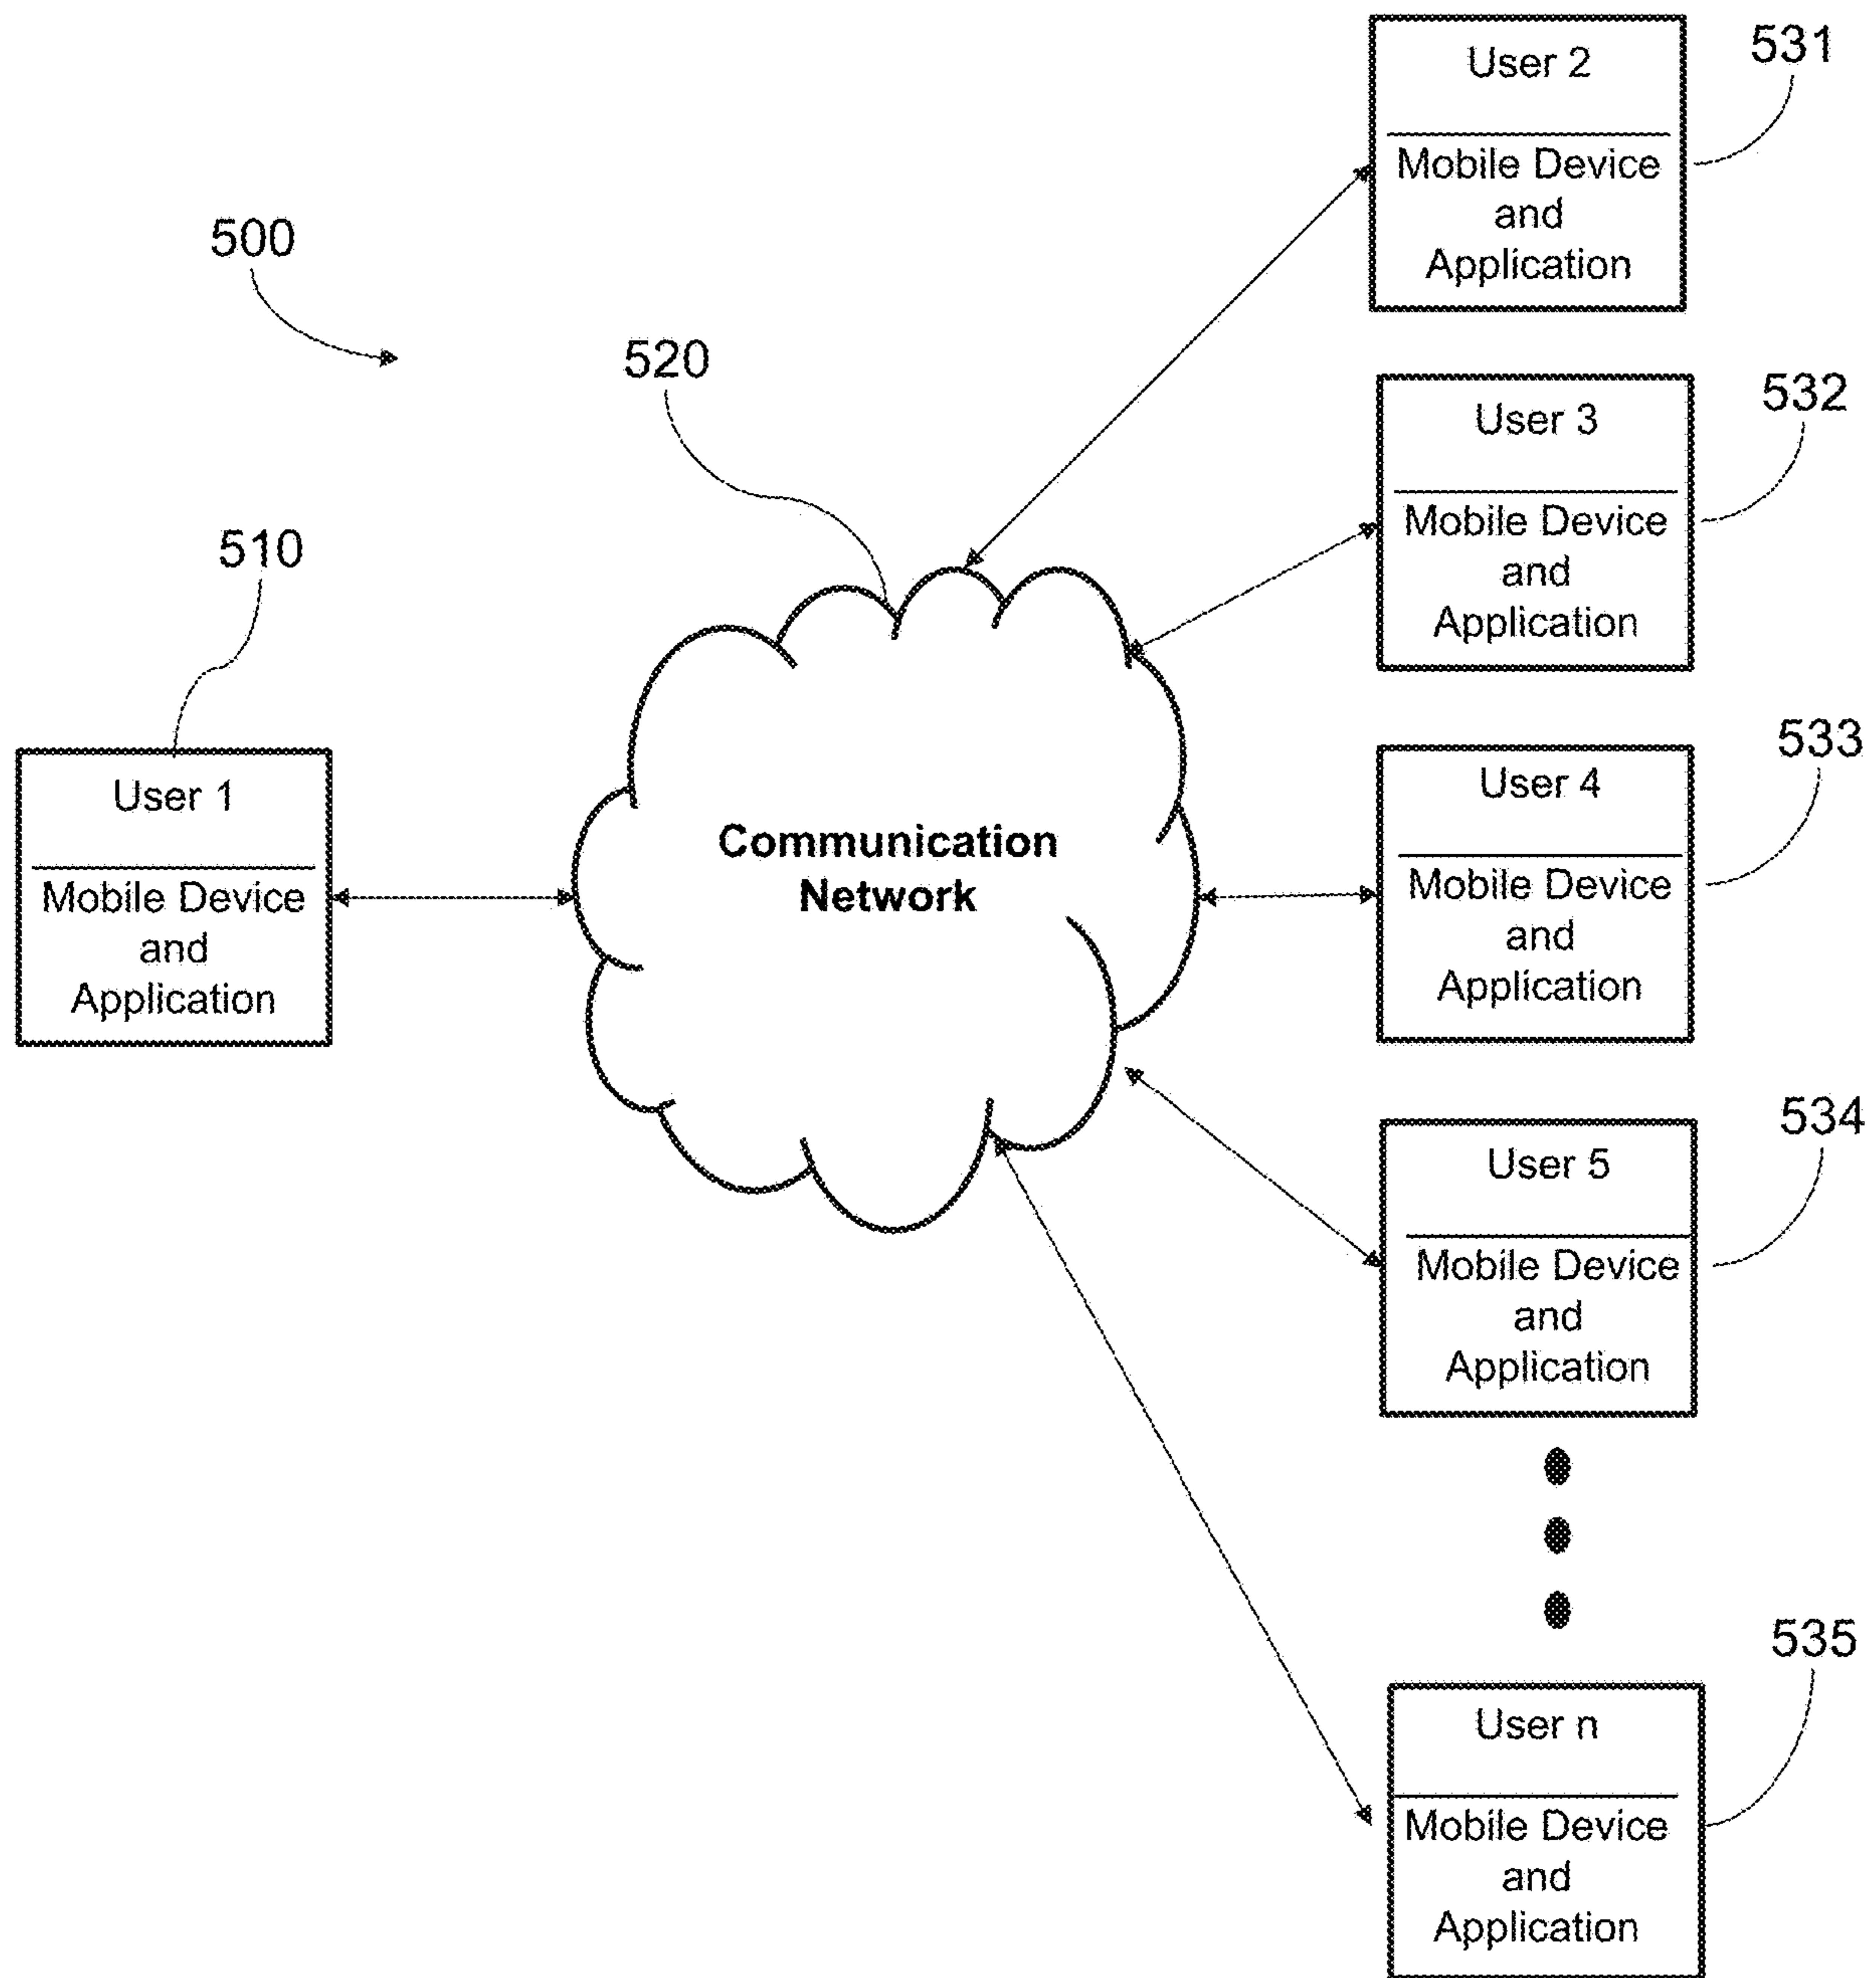 531
User 2
Mobile Device
and
Application
500
520
532
User 3
Mobile Device
and
Application
510
533
User 1
Mobile Device
and
Application
Communication
Network
User 4
Mobile Device
and
Application
534
User 5
Mobile Device
and
Application
535
User n
Mobile Device
and
Application